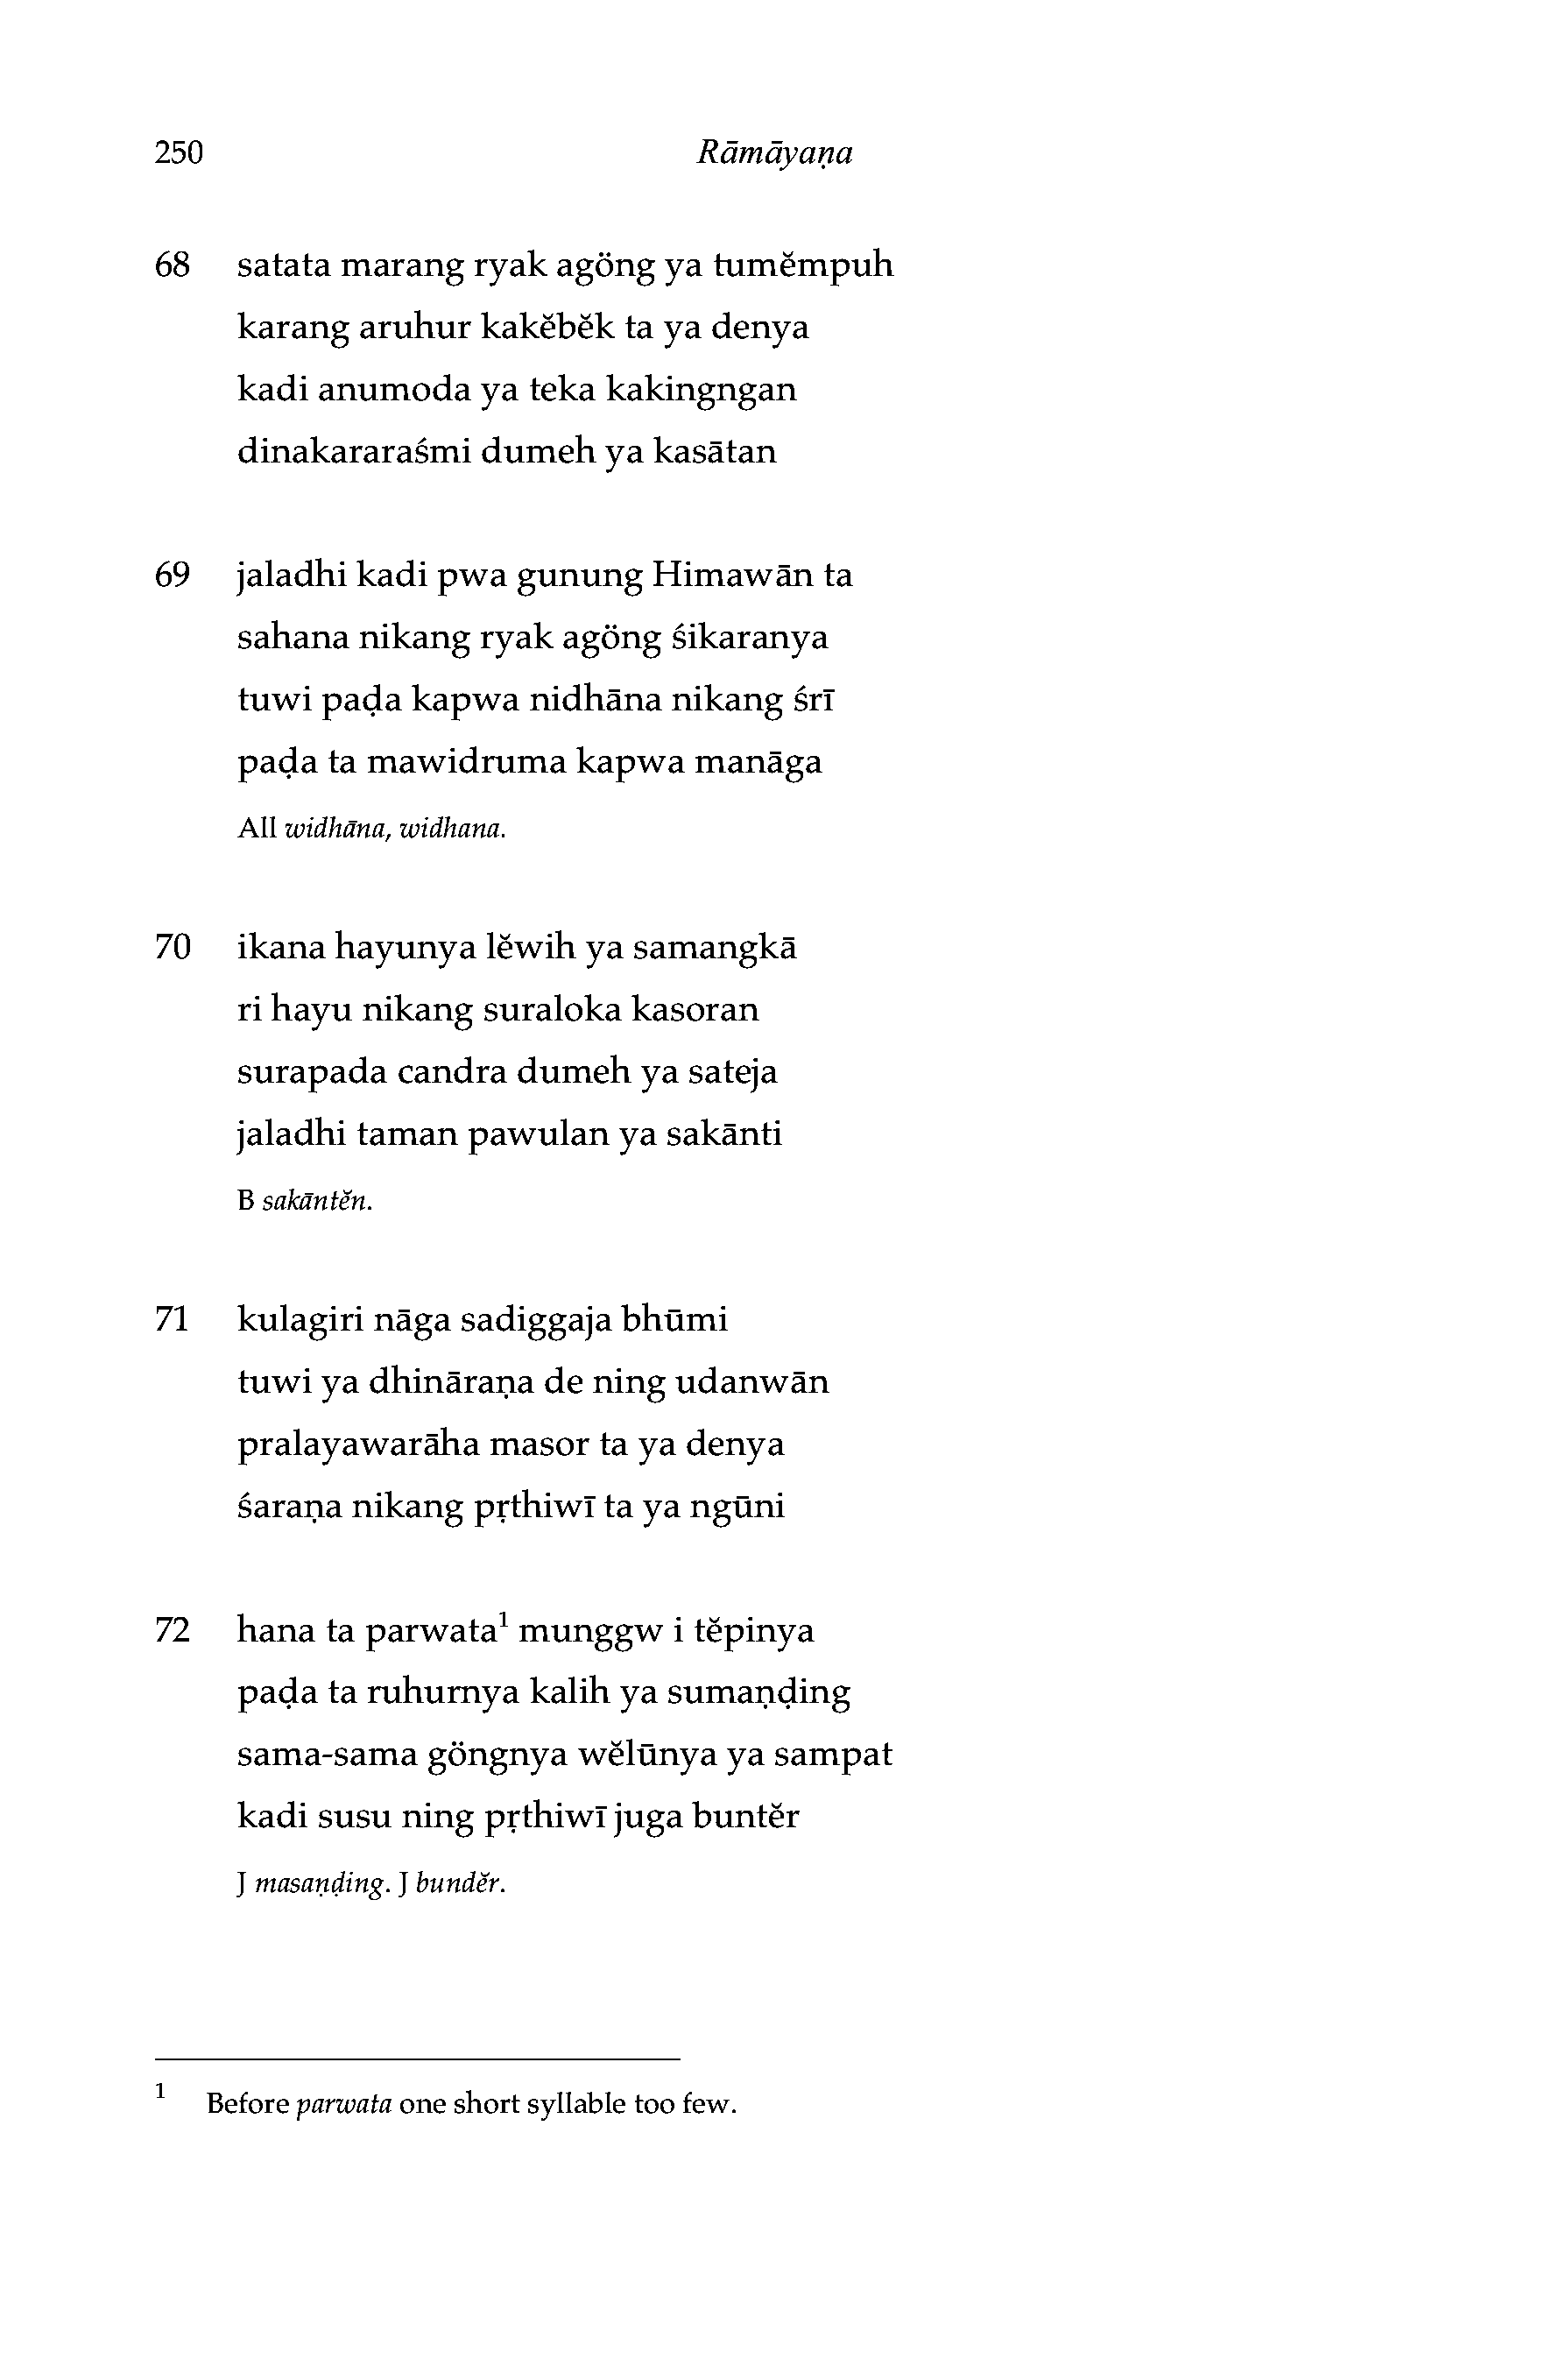 250 Rāmāyaṇa
68 satata marang ryak agöng ya tumĕmpuh
karang aruhur kakĕbĕk ta ya denya
kadi anumoda ya teka kakingngan
dinakararaśmi dumeh ya kasātan
69 jaladhi kadi pwa gunung Himawān ta
sahana nikang ryak agöng śikaranya
tuwi paḍa kapwa nidhāna nikang śrī
paḍa ta mawidruma kapwa manāga
All widhāna, widhana.
70 ikana hayunya lĕwih ya samangkā
ri hayu nikang suraloka kasoran
surapada candra dumeh ya sateja
jaladhi taman pawulan ya sakānti
B sakāntĕn.
71 kulagiri nāga sadiggaja bhūmi
tuwi ya dhināraṇa de ning udanwān
pralayawarāha masor ta ya denya
śaraṇa nikang pṛthiwī ta ya ngūni
72 hana ta parwata¹ munggw i tĕpinya
paḍa ta ruhurnya kalih ya sumaṇḍing
sama-sama göngnya wĕlūnya ya sampat
kadi susu ning pṛthiwī juga buntĕr
J masaṇḍing. J bundĕr.
¹ Before parwata one short syllable too few.